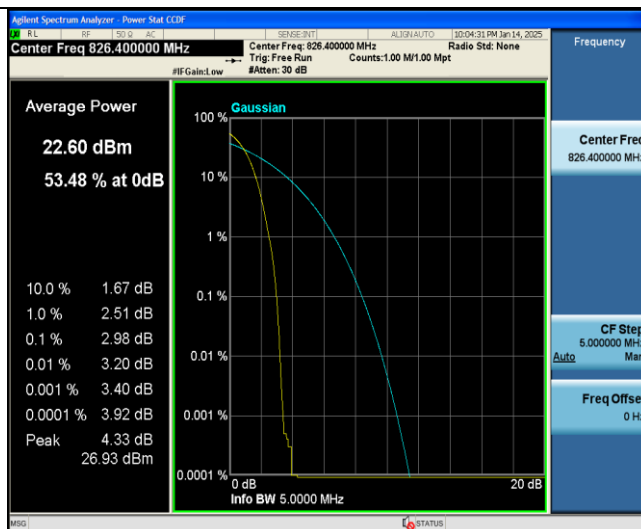 Agilent Spectrum Analyzer - Power Stat CCDF
RL RF 50 Ω AC SENSE:INT ALIGNAUTO 10:04:31 PM Jan 14, 2025
Center Freq 826.400000 MHz
Center Freq: 826.400000 MHz Radio Std: None
Trig: Free Run Counts:1.00 M/1.00 Mpt
#IFGain:Low #Atten: 30 dB
Frequency
Average Power
22.60 dBm
53.48 % at 0dB
10.0 % 1.67 dB
1.0 % 2.51 dB
0.1 % 2.98 dB
0.01 % 3.20 dB
0.001 % 3.40 dB
0.0001 % 3.92 dB
Peak 4.33 dB
26.93 dBm
Gaussian
100 %
10 %
1 %
0.1 %
0.01 %
0.001 %
0.0001 %
0 dB 20 dB
Info BW 5.0000 MHz
Center Freq
826.400000 MHz
CF Step
5.000000 MHz
Auto Man
Freq Offset
0 Hz
MSG STATUS